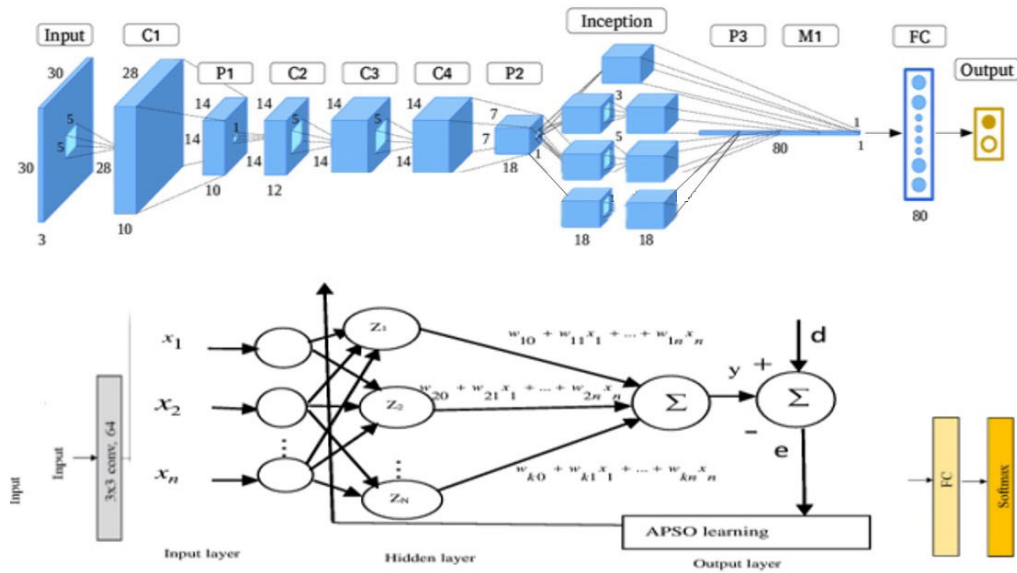 Input C1 P1 C2 C3 C4 P2 Inception P3 M1 FC Output
30 28 14 14 14 14 7
30 5 5 28 14 1 14 5 14 5 14 7 1 3 5 80 1 1
3 10 10 12 18 18 18 80
x1 Z1 w10 + w11x1 + ... + w1nxn
d
y +
x2 Z2 w20 + w21x1 + ... + w2nxn Σ Σ
−
e
xn ZN wk0 + wk1x1 + ... + wknxn
Input
Input
3x3 conv, 64
APSO learning
FC
Softmax
Input layer Hidden layer Output layer